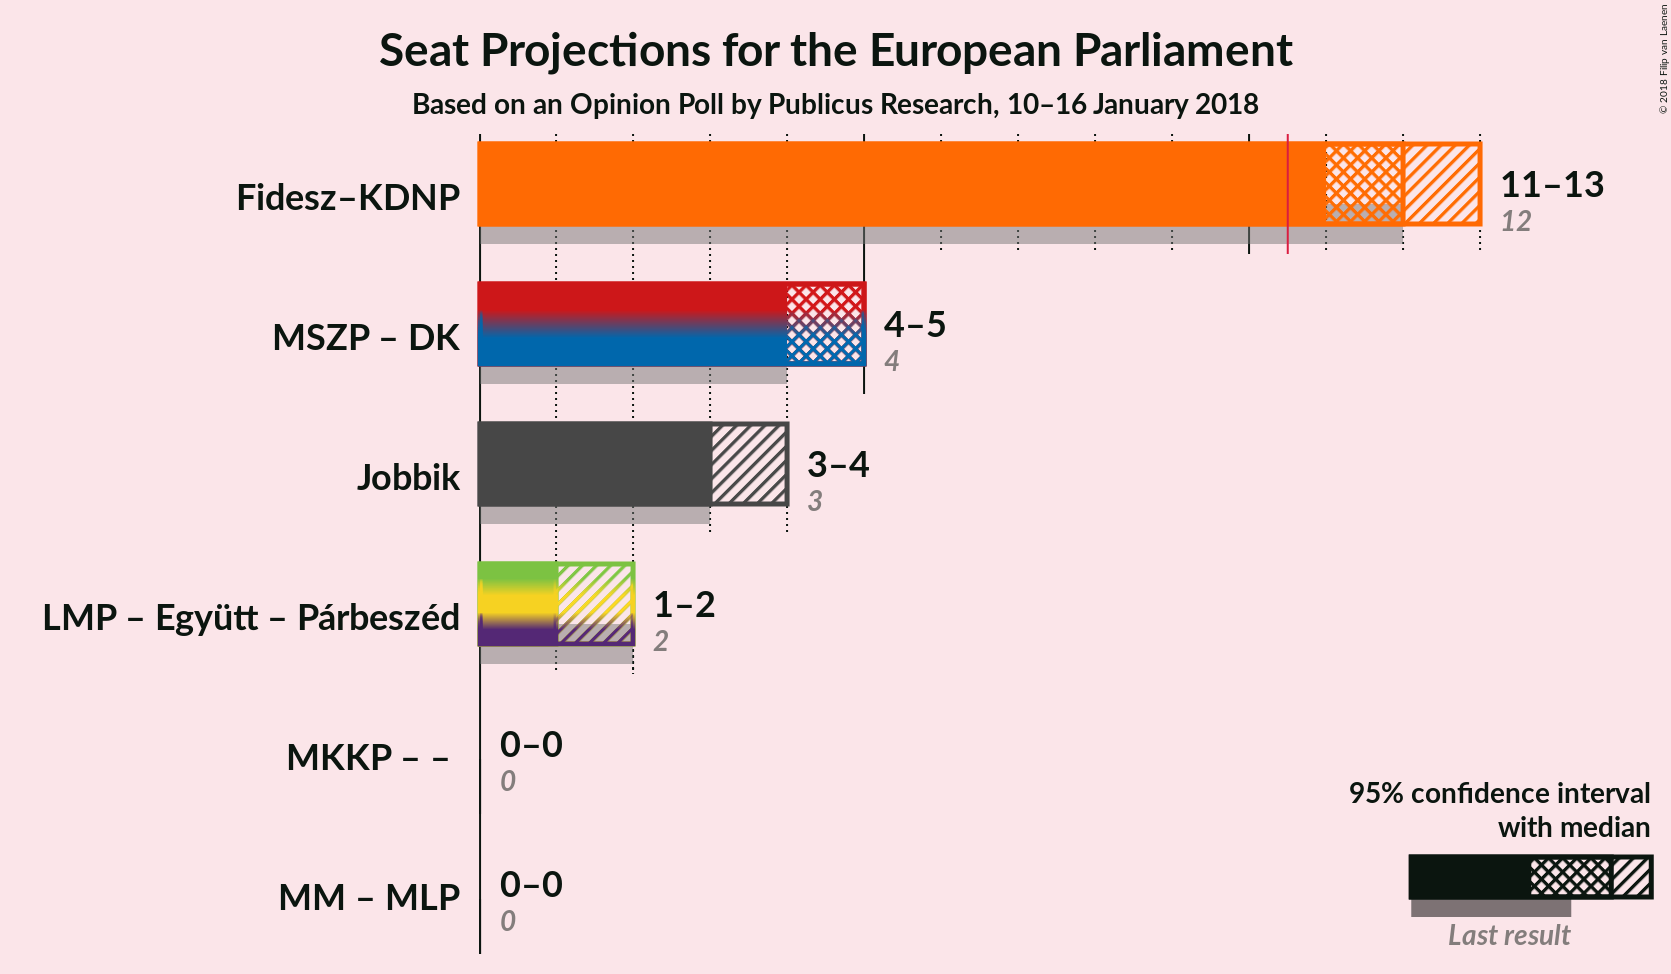 Seat Projections for the European Parliament
Based on an Opinion Poll by Publicus Research, 10–16 January 2018
© 2018 Filip van Laenen
Fidesz–KDNP
11–13
12
MSZP – DK
4–5
4
Jobbik
3–4
3
LMP – Együtt – Párbeszéd
1–2
2
MKKP – –
0–0
0
MM – MLP
0–0
0
95% confidence interval
with median
Last result